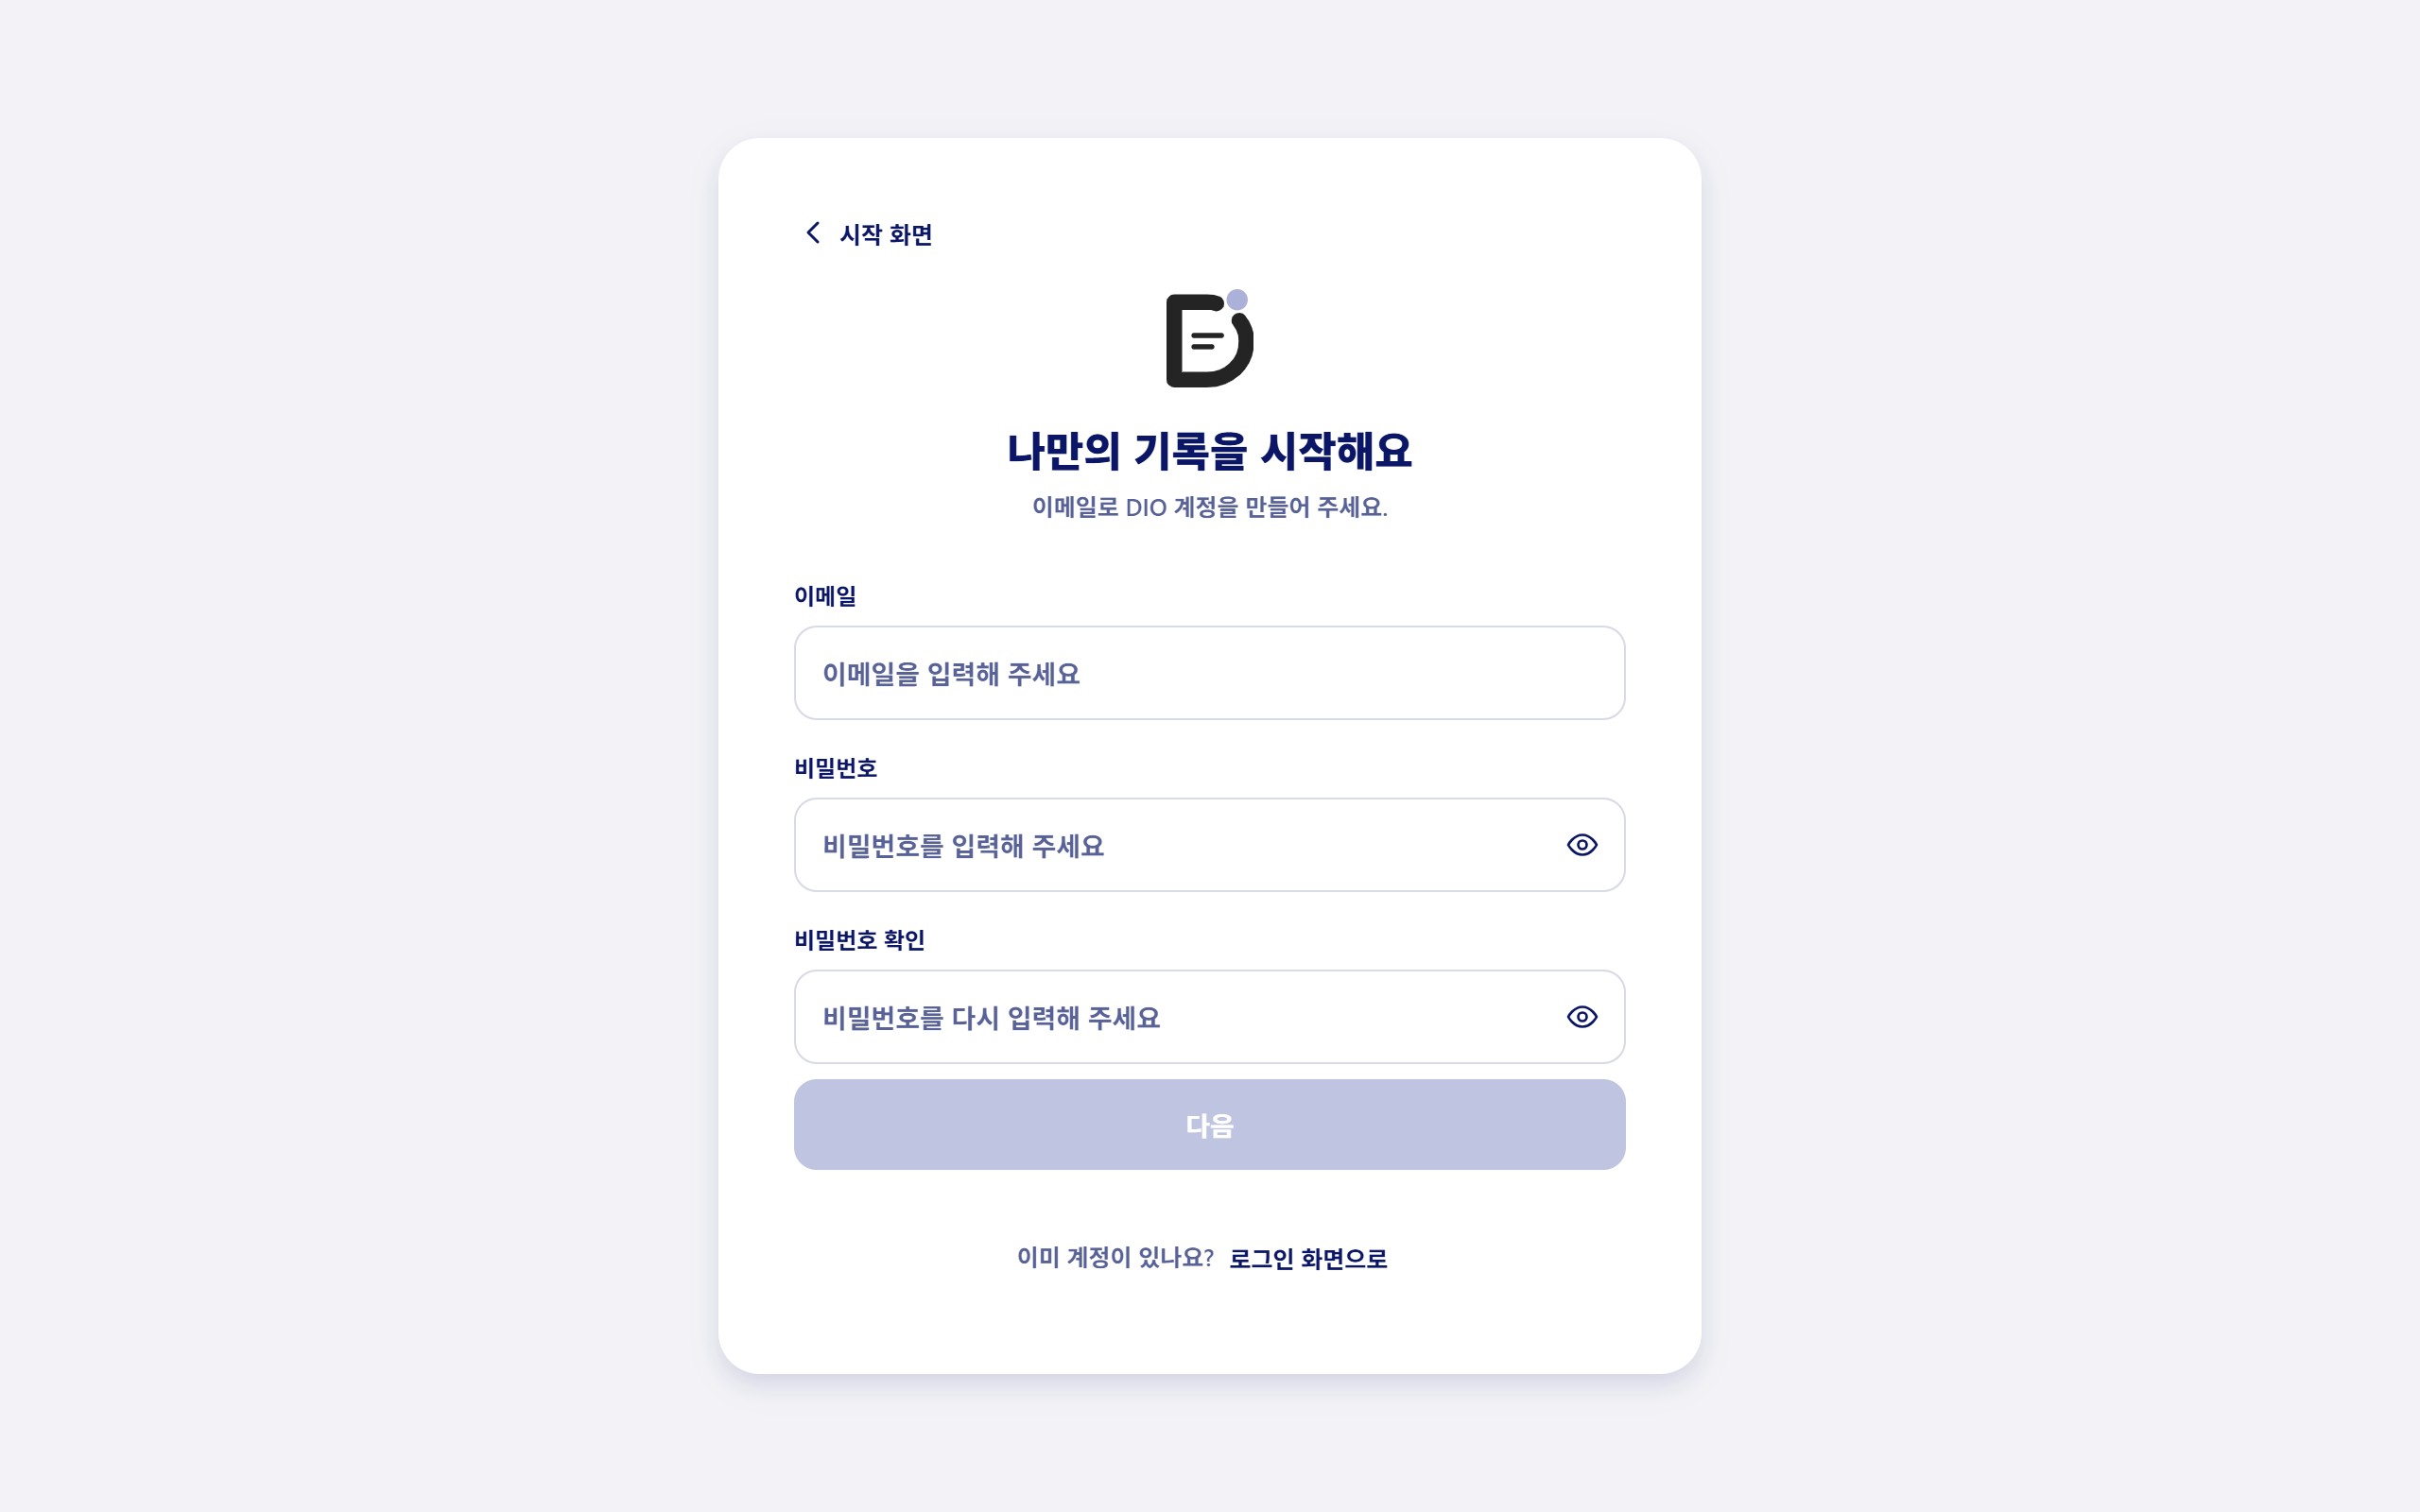 시작 화면
나만의 기록을 시작해요
이메일로 DIO 계정을 만들어 주세요.
이메일
이메일을 입력해 주세요
비밀번호
비밀번호를 입력해 주세요
비밀번호 확인
비밀번호를 다시 입력해 주세요
다음
이미 계정이 있나요? 로그인 화면으로